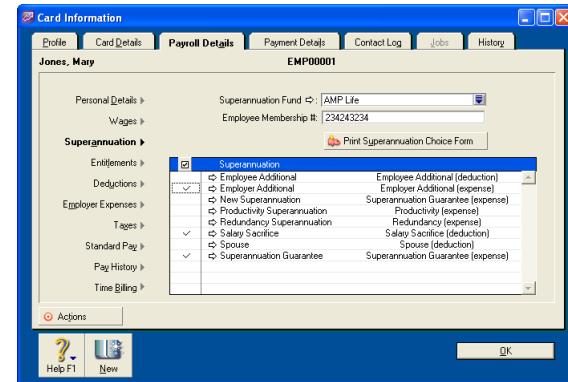 Card Information
Profile Card Details Payroll Details Payment Details Contact Log Jobs History
Jones, Mary EMP00001
Personal Details
Wages
Superannuation
Entitlements
Deductions
Employer Expenses
Taxes
Standard Pay
Pay History
Time Billing
Superannuation Fund ⇨: AMP Life
Employee Membership #: 234243234
Print Superannuation Choice Form
Superannuation
Employee Additional Employee Additional (deduction)
Employer Additional Employer Additional (expense)
New Superannuation Superannuation Guarantee (expense)
Productivity Superannuation Productivity (expense)
Redundancy Superannuation Redundancy (expense)
Salary Sacrifice Salary Sacrifice (deduction)
Spouse Spouse (deduction)
Superannuation Guarantee Superannuation Guarantee (expense)
Actions
Help F1 New OK